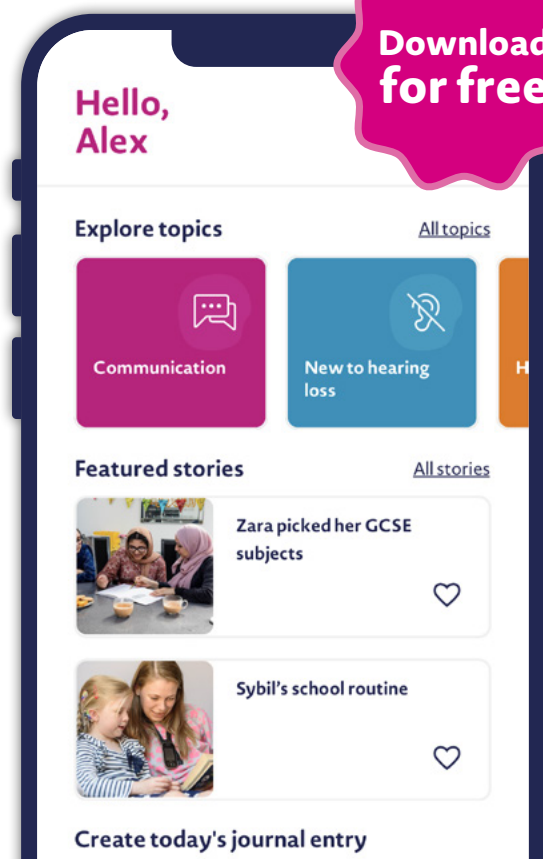 Download
for free
Hello,
Alex
Explore topics
All topics
Communication
New to hearing
loss
H
Featured stories
All stories
Zara picked her GCSE
subjects
Sybil's school routine
Create today's journal entry